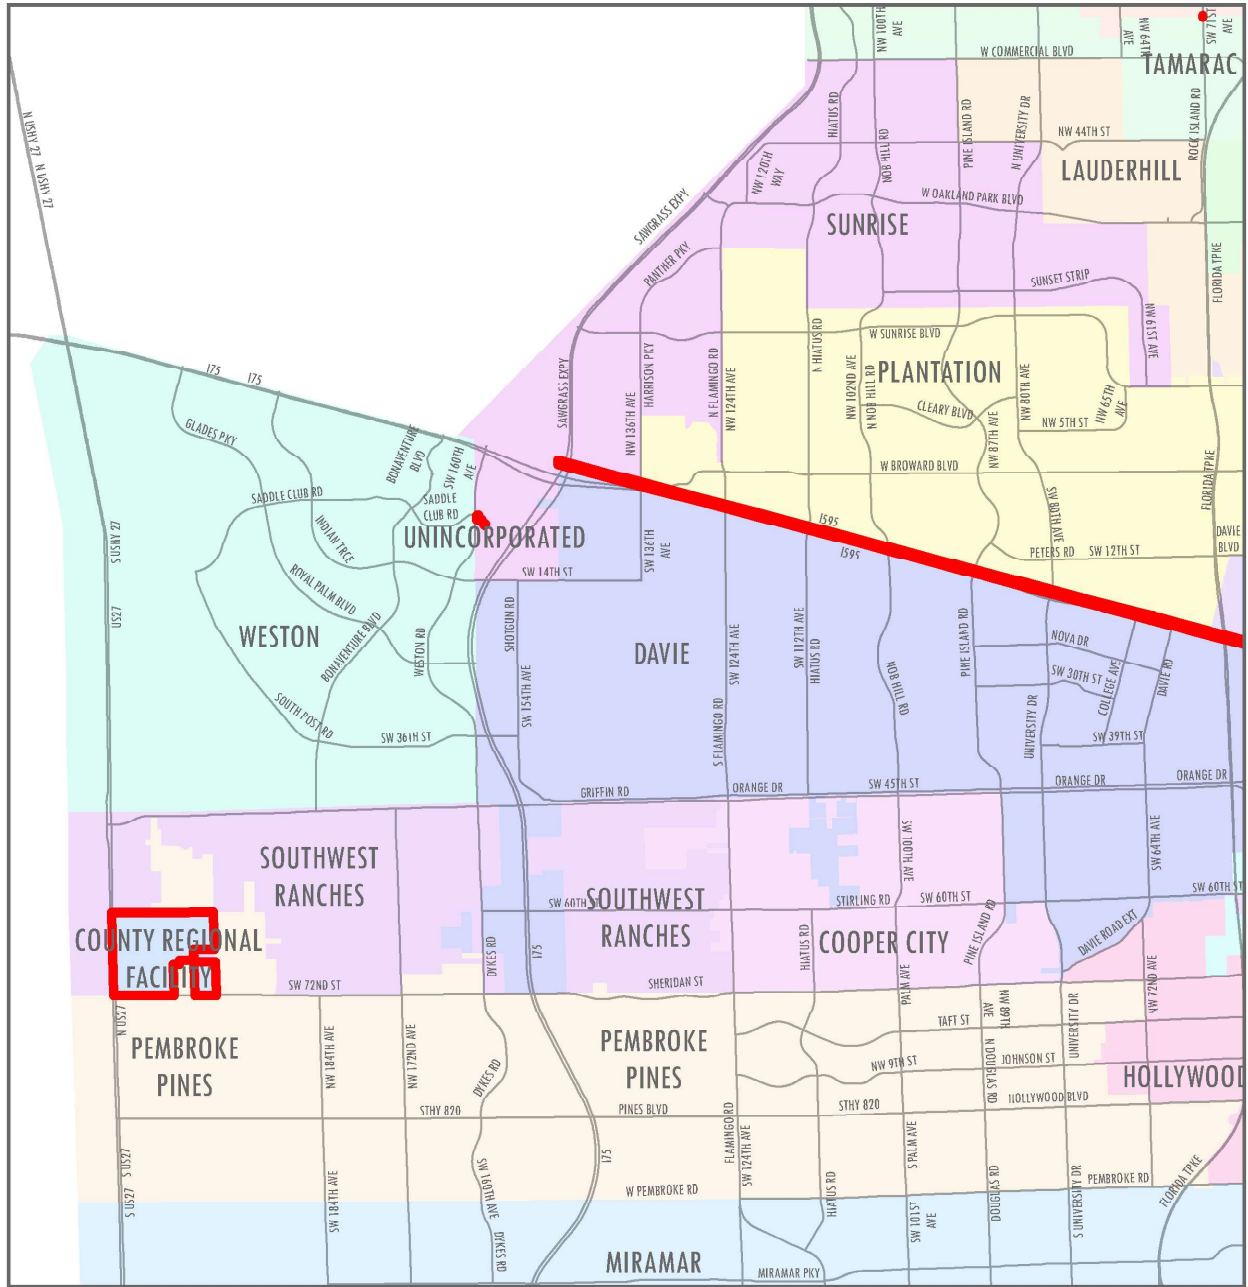 NW 100TH
AVE
NW 64TH
AVE
SW 71ST
AVE
W COMMERCIAL BLVD
TAMARAC
N USHY 27
N USHY 27
HIATUS RD
NOB HILL RD
PINE ISLAND RD
N UNIVERSITY DR
NW 44TH ST
ROCK ISLAND RD
LAUDERHILL
NW 120TH
WAY
W OAKLAND PARK BLVD
SAWGRASS EXPY
SUNRISE
PANTHER PKY
SUNSET STRIP
FLORIDA TPKE
NW 61ST AVE
N HIATUS RD
W SUNRISE BLVD
I75
I75
SAWGRASS EXPY
HARRISON PKY
NW 136TH AVE
N FLAMINGO RD
NW 124TH AVE
NW 102ND AVE
N NOB HILL RD
PLANTATION
NW 80TH AVE
NW 65TH
AVE
CLEARY BLVD
NW 5TH ST
NW 87TH AVE
GLADES PKY
BONAVENTURE
BLVD
SW 160TH
AVE
W BROWARD BLVD
FLORIDA TPKE
SADDLE CLUB RD
SADDLE
CLUB RD
INDIAN TRCE
UNINCORPORATED
SW 136TH
AVE
I595
I595
SW 80TH AVE
PETERS RD
SW 12TH ST
DAVIE
BLVD
S USHY 27
US27
SW 14TH ST
ROYAL PALM BLVD
SHOTGUN RD
WESTON
BONAVENTURE BLVD
WESTON RD
DAVIE
SW 124TH AVE
SW 112TH AVE
HIATUS RD
PINE ISLAND RD
NOVA DR
SW 30TH ST
COLLEGE AVE
DAVIE RD
NOB HILL RD
SW 154TH AVE
SOUTH POST RD
SW 36TH ST
S FLAMINGO RD
UNIVERSITY DR
SW 39TH ST
GRIFFIN RD
ORANGE DR
SW 45TH ST
ORANGE DR
ORANGE DR
SOUTHWEST
RANCHES
SW 100TH AVE
SW 64TH AVE
SW 60TH ST
SOUTHWEST
RANCHES
STIRLING RD
SW 60TH ST
SW 60TH ST
COUNTY REGIONAL
FACILITY
DYKES RD
I75
HIATUS RD
COOPER CITY
PINE ISLAND RD
DAVIE ROAD EXT
SW 72ND ST
SHERIDAN ST
PALM AVE
NW 72ND AVE
N US27
PEMBROKE
PINES
NW 184TH AVE
NW 172ND AVE
DYKES RD
PEMBROKE
PINES
TAFT ST
NW 89TH
AVE
UNIVERSITY DR
NW 9TH ST
N DOUGLAS RD
JOHNSON ST
HOLLYWOOD
HOLLYWOOD BLVD
STHY 820
PINES BLVD
STHY 820
S US27
S US27
SW 184TH AVE
SW 160TH AVE
DYKES RD
I75
FLAMINGO RD
SW 124TH AVE
W PEMBROKE RD
HIATUS RD
S PALM AVE
SW 101ST
AVE
DOUGLAS RD
S UNIVERSITY DR
PEMBROKE RD
FLORIDA TPKE
MIRAMAR
MIRAMAR PKY